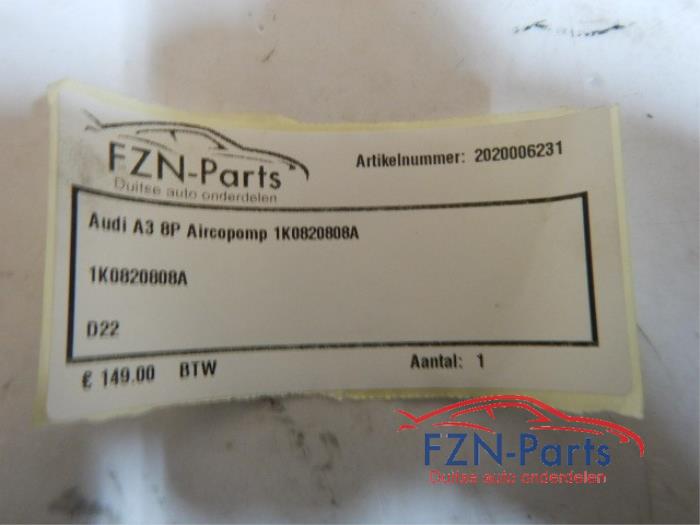 FZN-Parts
Duitse auto onderdelen
Artikelnummer: 2020006231
Audi A3 8P Aircopomp 1K0820808A
1K0820808A
D22
€ 149.00 BTW
Aantal: 1
FZN-Parts
Duitse auto onderdelen